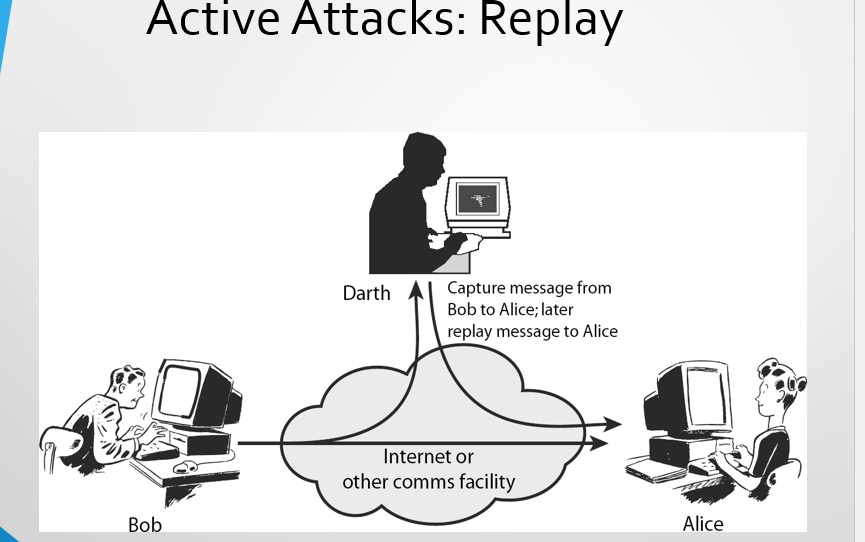 Active Attacks: Replay
Darth
Capture message from
Bob to Alice; later
replay message to Alice
Internet or
other comms facility
Bob
Alice